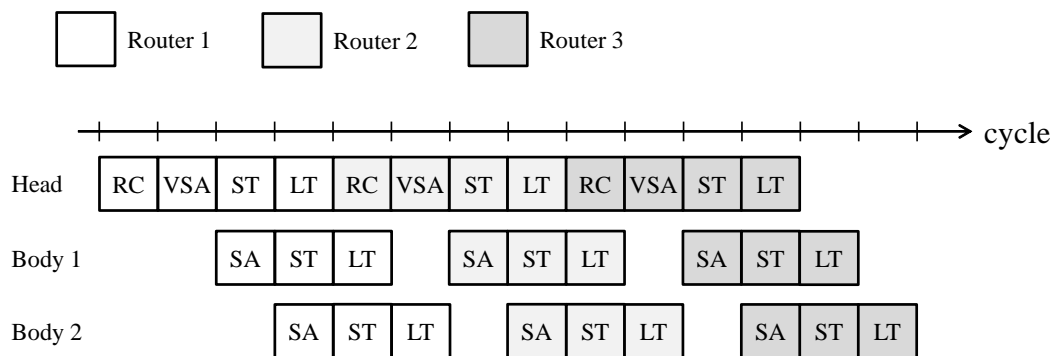 Router 1 Router 2 Router 3
cycle
Head RC VSA ST LT RC VSA ST LT RC VSA ST LT
Body 1 SA ST LT SA ST LT SA ST LT
Body 2 SA ST LT SA ST LT SA ST LT